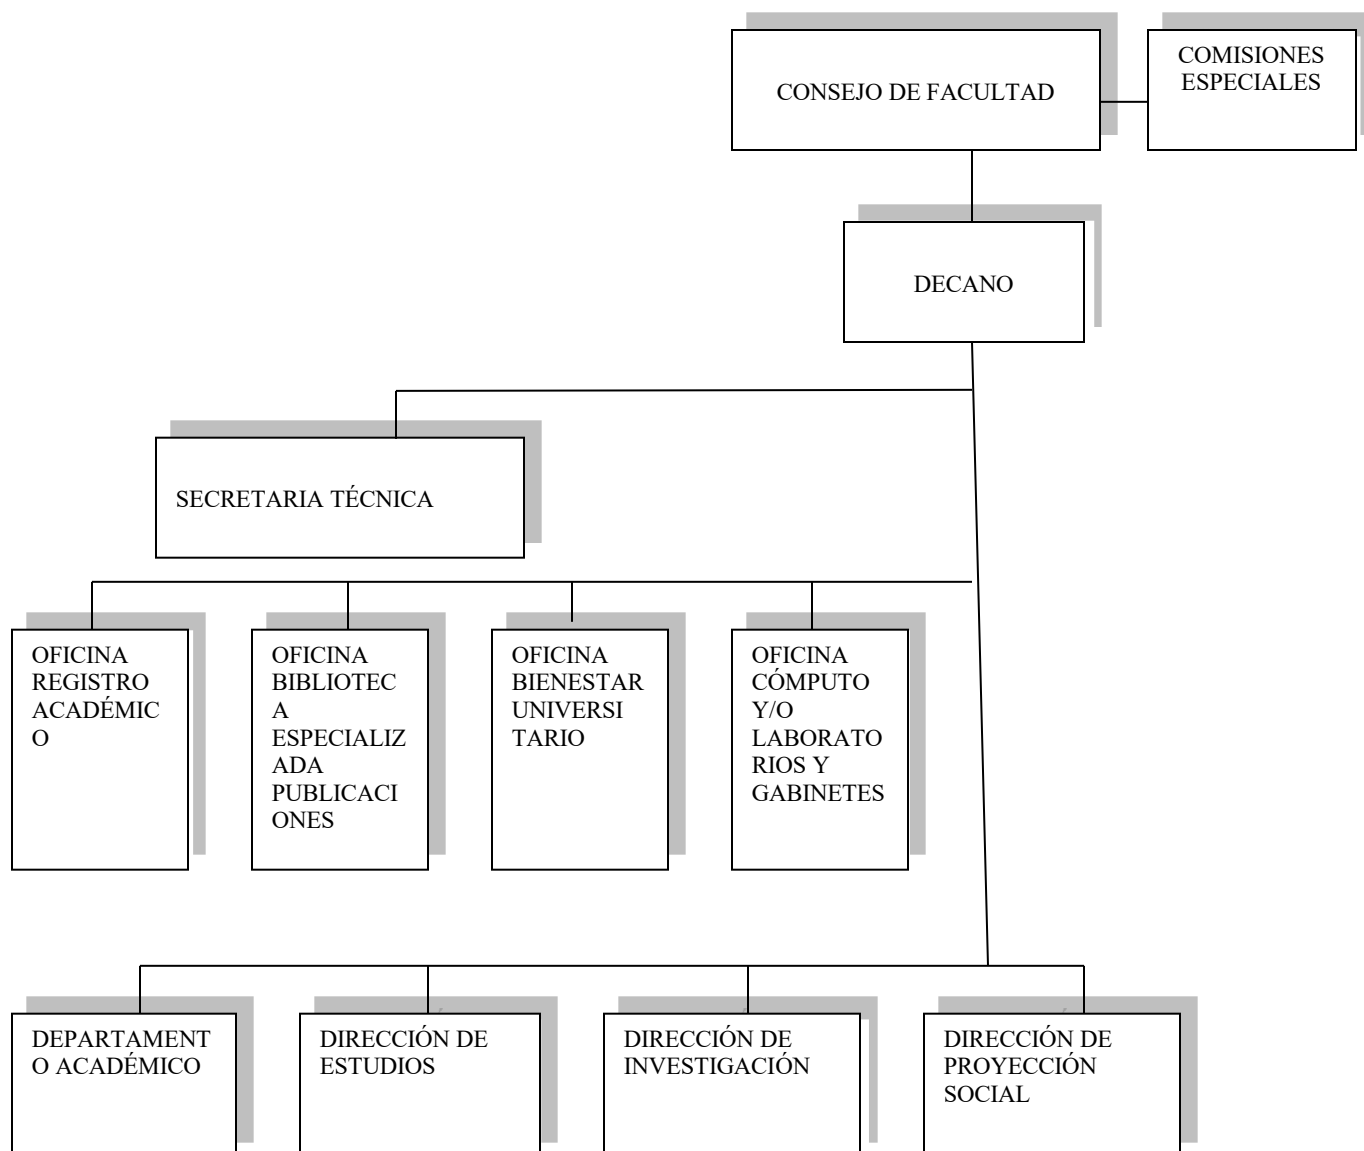 CONSEJO DE FACULTAD
COMISIONES
ESPECIALES
DECANO
SECRETARIA TÉCNICA
OFICINA
REGISTRO
ACADÉMIC
O
OFICINA
BIBLIOTEC
A
ESPECIALIZ
ADA
PUBLICACI
ONES
OFICINA
BIENESTAR
UNIVERSI
TARIO
OFICINA
CÓMPUTO
Y/O
LABORATO
RIOS Y
GABINETES
DEPARTAMENT
O ACADÉMICO
DIRECCIÓN DE
ESTUDIOS
DIRECCIÓN DE
INVESTIGACIÓN
DIRECCIÓN DE
PROYECCIÓN
SOCIAL